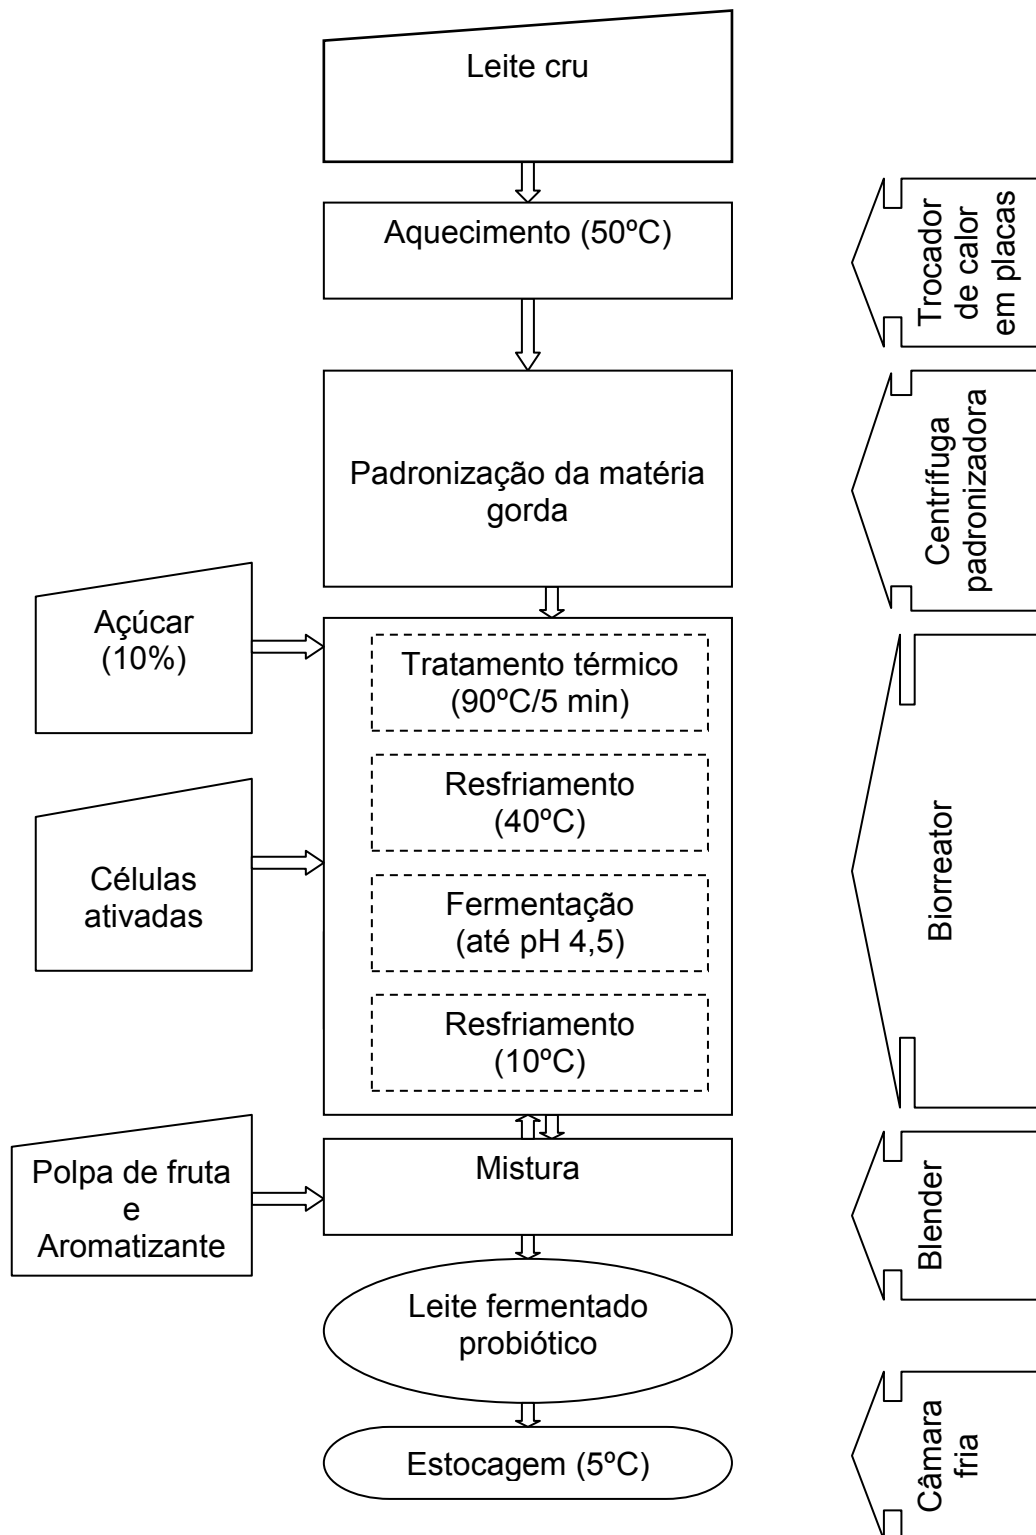 Leite cru
Aquecimento (50ºC)
Trocador
de calor
em placas
Padronização da matéria
gorda
Centrífuga
padronizadora
Açúcar
(10%)
Tratamento térmico
(90ºC/5 min)
Resfriamento
(40ºC)
Células
ativadas
Fermentação
(até pH 4,5)
Resfriamento
(10ºC)
Biorreator
Polpa de fruta
e
Aromatizante
Mistura
Blender
Leite fermentado
probiótico
Estocagem (5ºC)
Câmara
fria